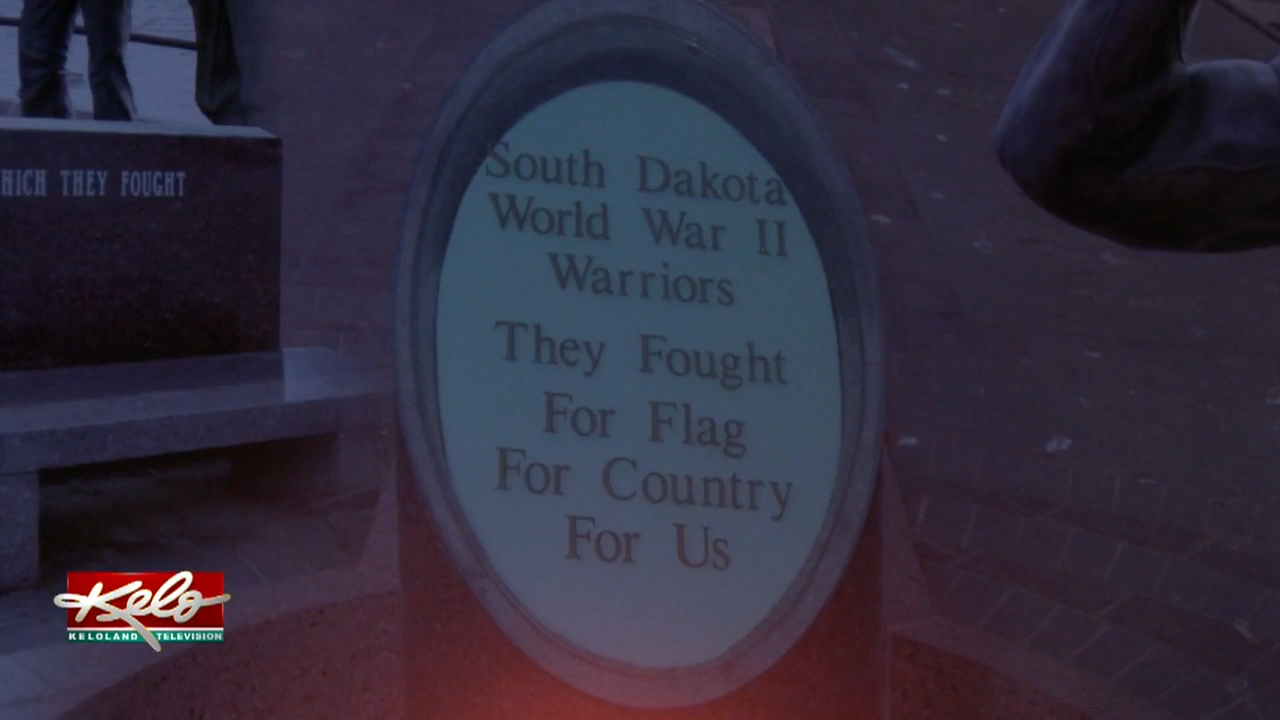 HICH THEY FOUGHT
South Dakota
World War II
Warriors
They Fought
For Flag
For Country
For Us
Kelo
KELOLAND TELEVISION